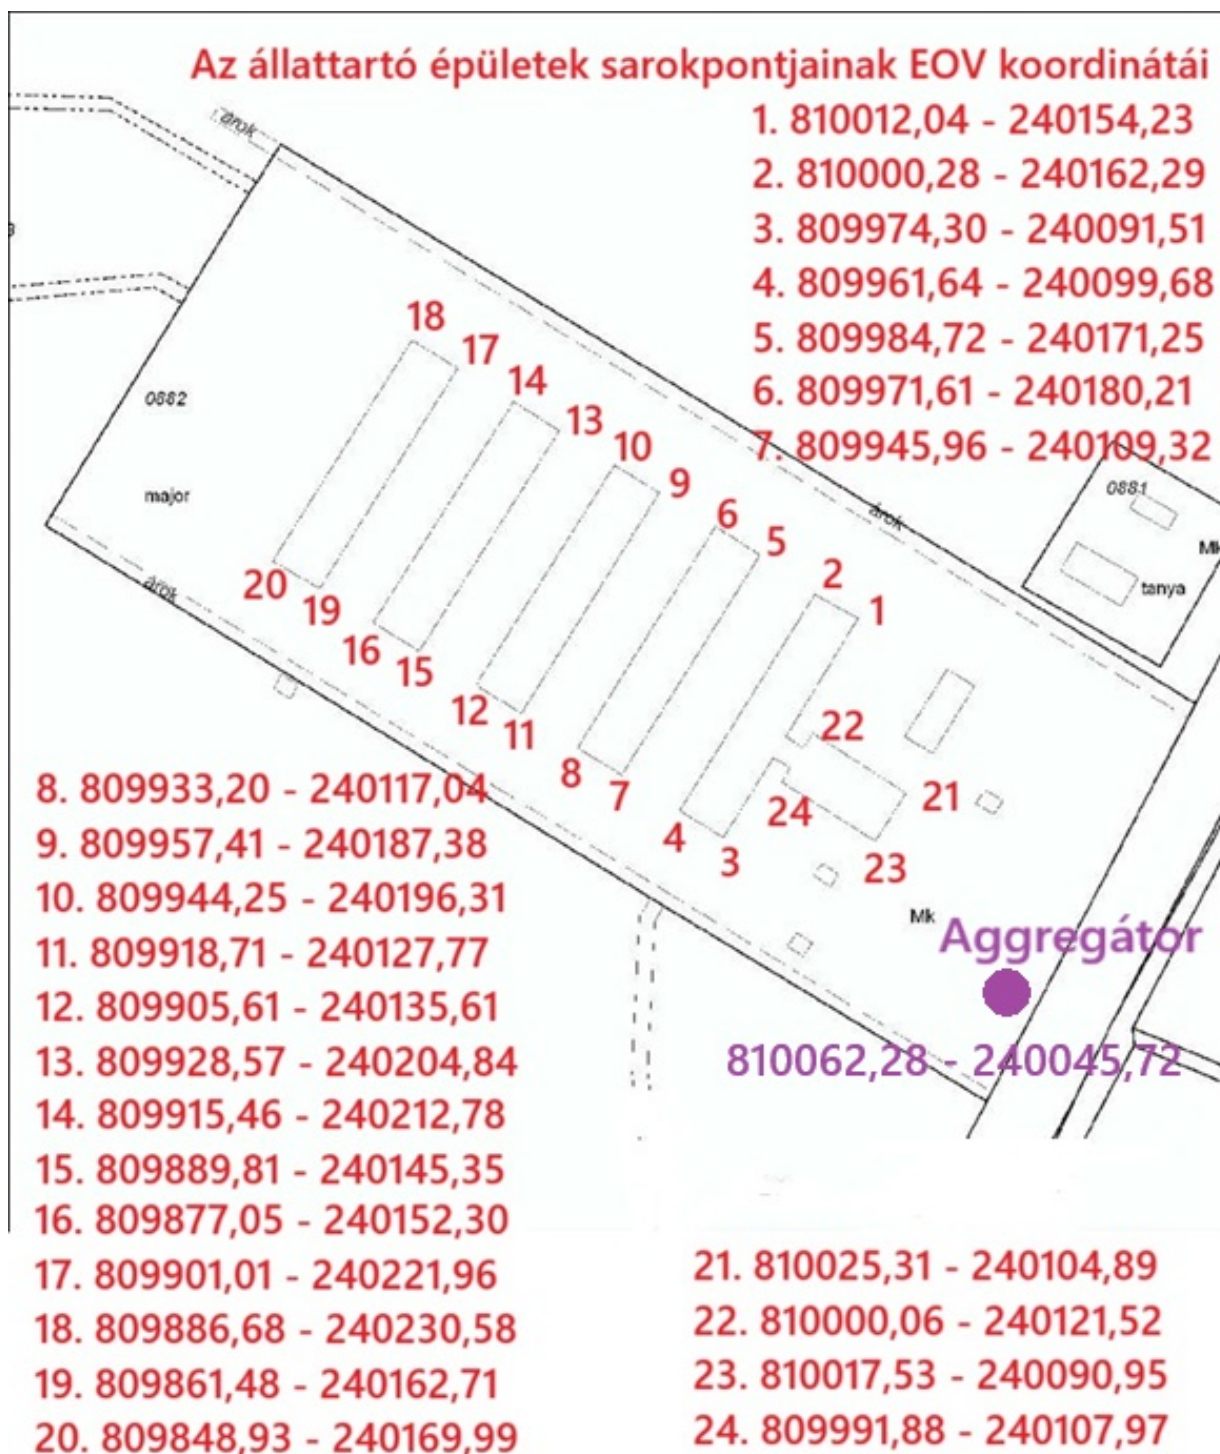 Az állattartó épületek sarokpontjainak EOV koordinátái
1. 810012,04 - 240154,23
2. 810000,28 - 240162,29
3. 809974,30 - 240091,51
4. 809961,64 - 240099,68
5. 809984,72 - 240171,25
6. 809971,61 - 240180,21
7. 809945,96 - 240109,32
árok
18
17
14
13
10
9
6
5
2
1
0882
major
árok
0881
Mk
tanya
árok
20
19
16
15
12
11
8
7
4
3
22
21
24
23
Mk
Aggregátor
810062,28 - 240045,72
8. 809933,20 - 240117,04
9. 809957,41 - 240187,38
10. 809944,25 - 240196,31
11. 809918,71 - 240127,77
12. 809905,61 - 240135,61
13. 809928,57 - 240204,84
14. 809915,46 - 240212,78
15. 809889,81 - 240145,35
16. 809877,05 - 240152,30
17. 809901,01 - 240221,96
18. 809886,68 - 240230,58
19. 809861,48 - 240162,71
20. 809848,93 - 240169,99
21. 810025,31 - 240104,89
22. 810000,06 - 240121,52
23. 810017,53 - 240090,95
24. 809991,88 - 240107,97